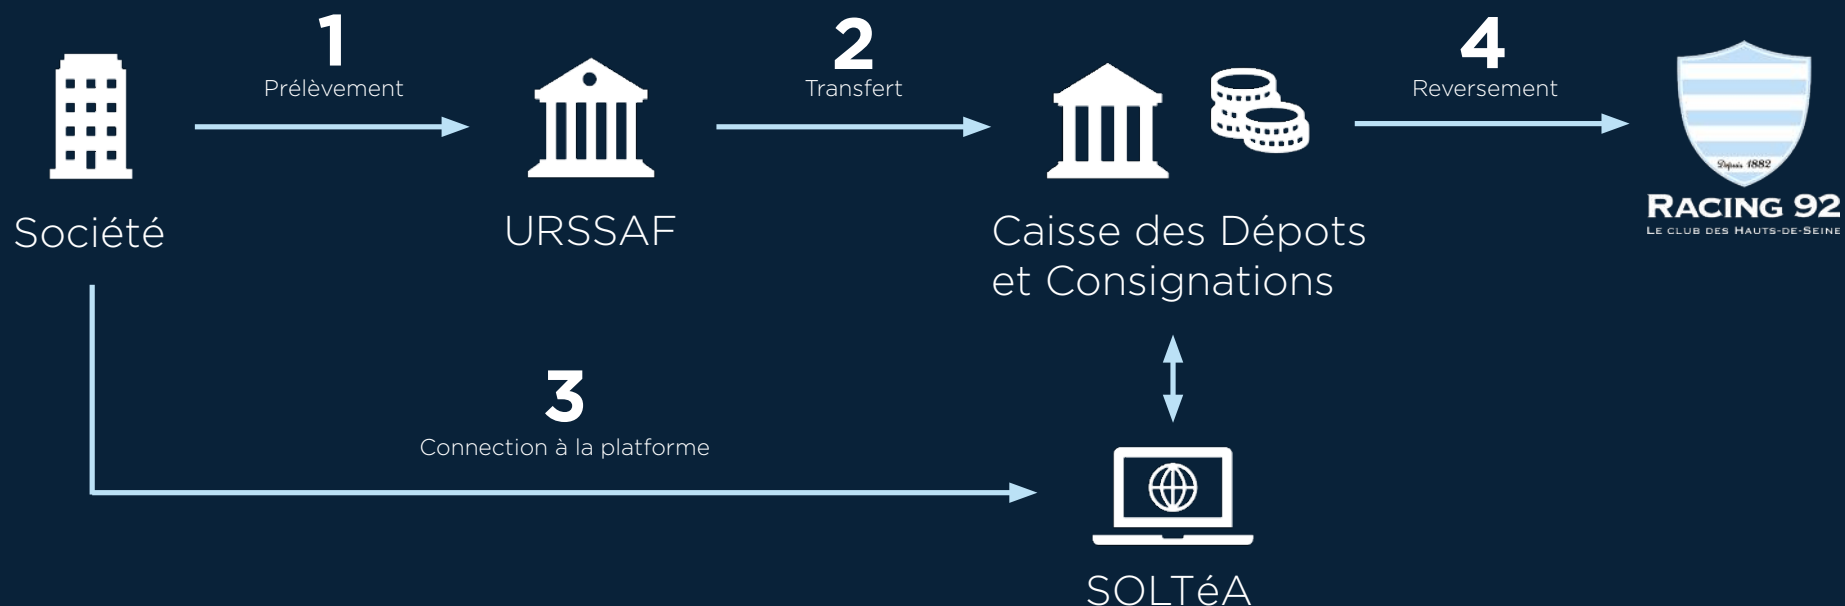 1
Prélèvement
2
Transfert
4
Reversement
Depuis 1882
RACING 92
LE CLUB DES HAUTS-DE-SEINE
Société
URSSAF
Caisse des Dépots
et Consignations
3
Connection à la platforme
SOLTéA